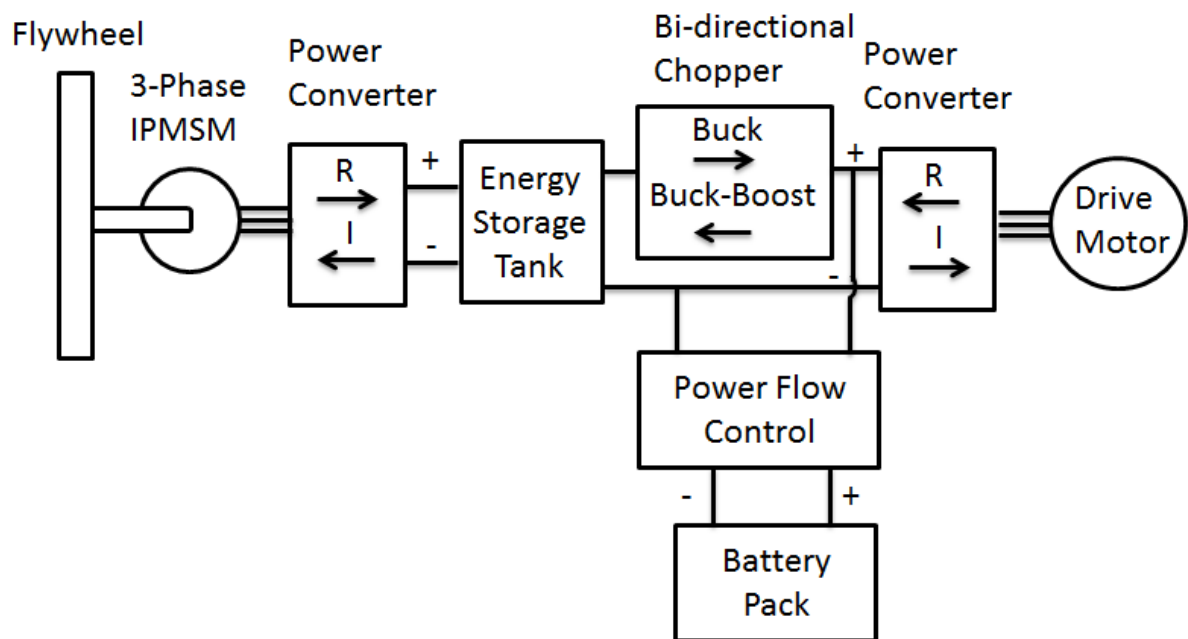 Flywheel
3-Phase
IPMSM
Power
Converter
R
I
+
-
Energy
Storage
Tank
Bi-directional
Chopper
Buck
Buck-Boost
Power
Converter
+
-
R
I
Drive
Motor
Power Flow
Control
- +
Battery
Pack